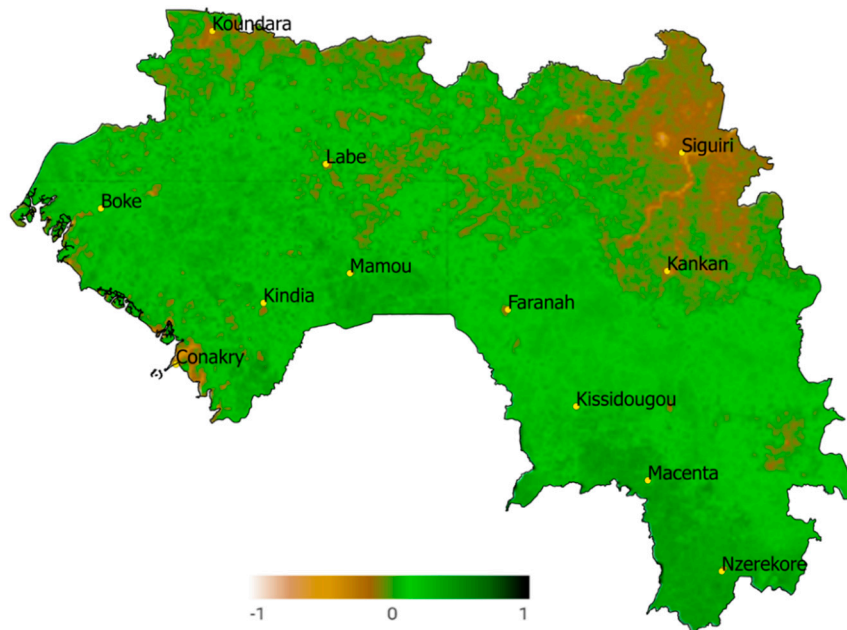 Koundara
Siguiri
Labe
Boke
Mamou
Kankan
Kindia
Faranah
Conakry
Kissidougou
Macenta
Nzerekore
-1 0 1